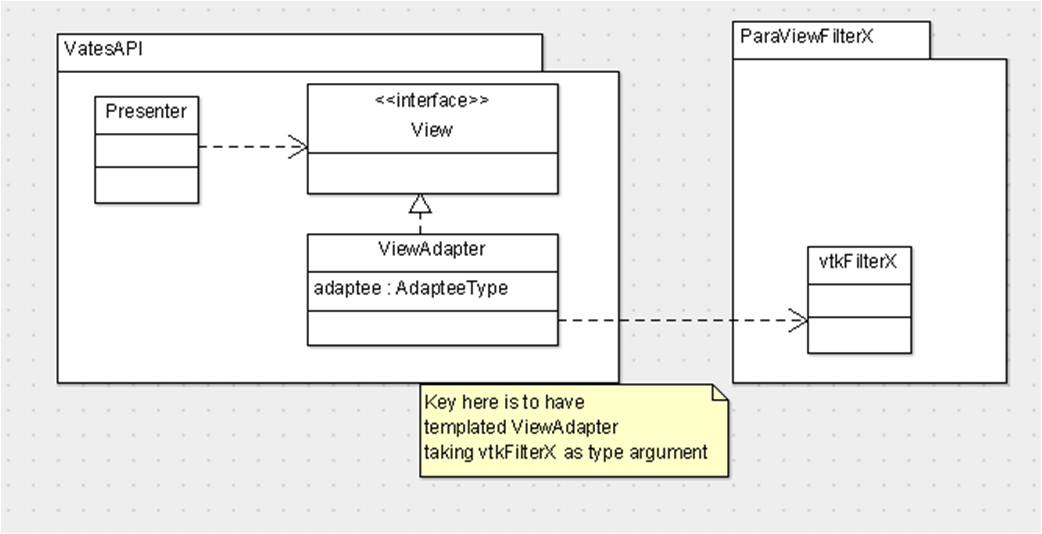 VatesAPI
Presenter
<<interface>>
View
ViewAdapter
adaptee : AdapteeType
ParaViewFilterX
vtkFilterX
Key here is to have
templated ViewAdapter
taking vtkFilterX as type argument